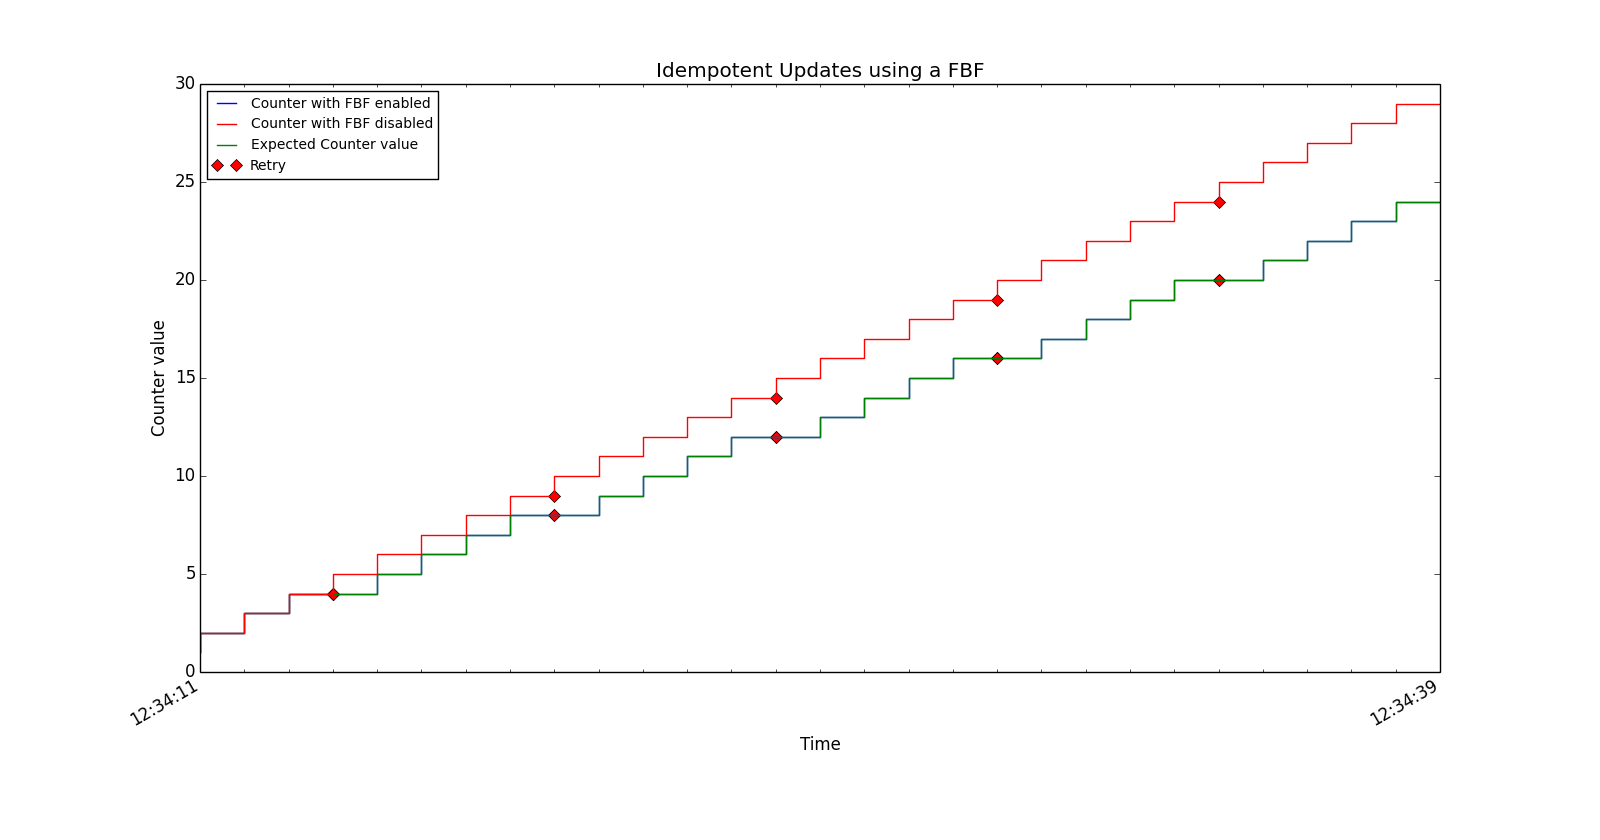 Idempotent Updates using a FBF
30
Counter with FBF enabled
Counter with FBF disabled
Expected Counter value
Retry
25
20
15
10
5
0
Counter value
12:34:11
12:34:39
Time